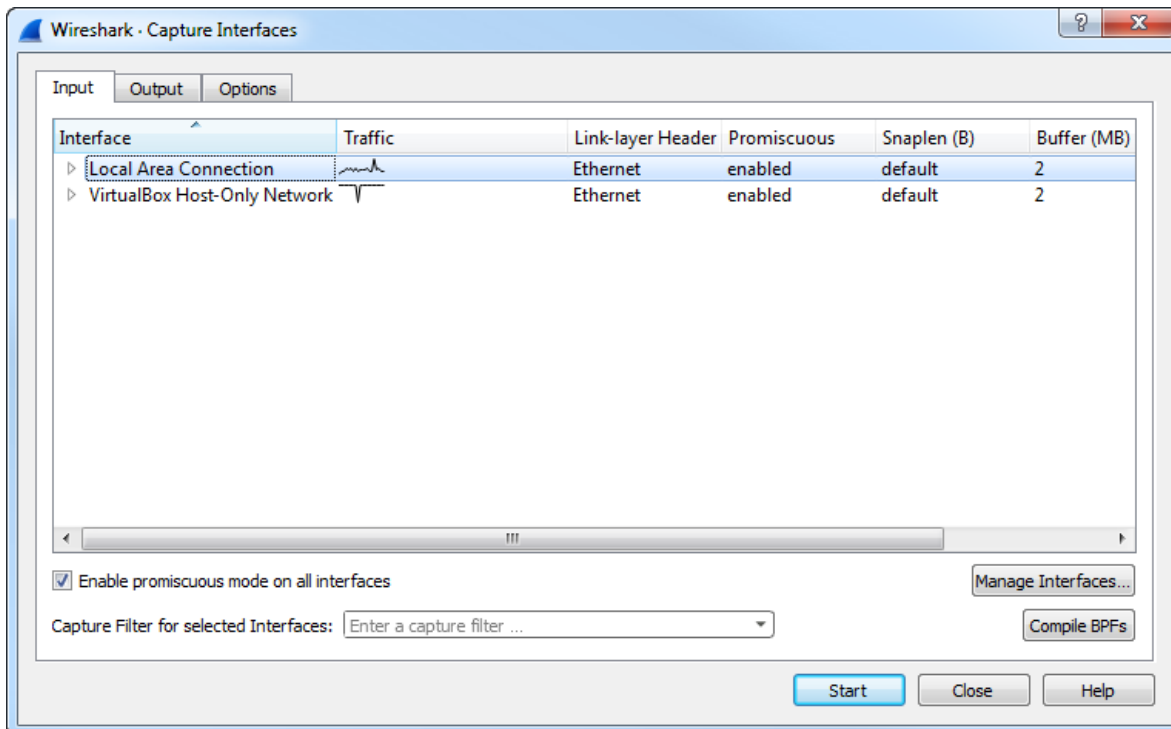 Wireshark · Capture Interfaces
Input Output Options
Interface Traffic Link-layer Header Promiscuous Snaplen (B) Buffer (MB)
Local Area Connection Ethernet enabled default 2
VirtualBox Host-Only Network Ethernet enabled default 2
Enable promiscuous mode on all interfaces Manage Interfaces...
Capture Filter for selected Interfaces: Enter a capture filter ... Compile BPFs
Start Close Help